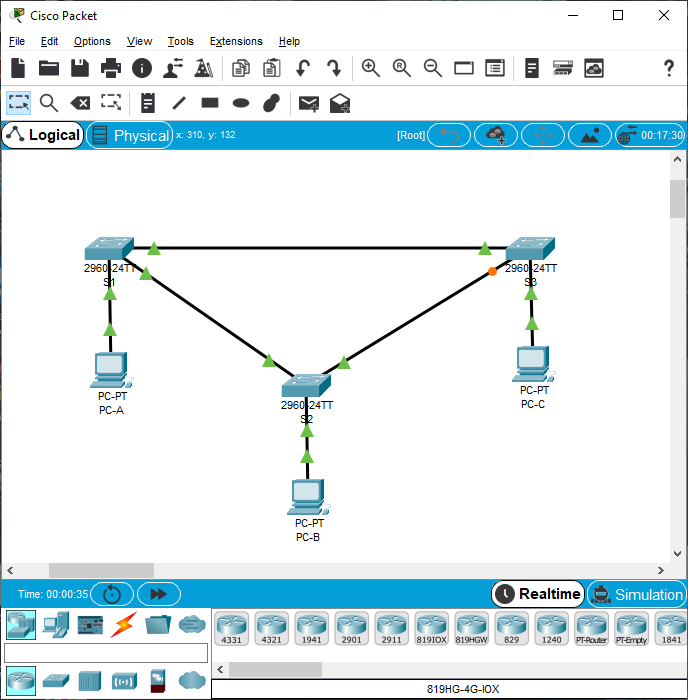 Cisco Packet
File Edit Options View Tools Extensions Help
?
Logical Physical x: 310, y: 132 [Root] 00:17:30
2960-24TT
S1
2960-24TT
S3
PC-PT
PC-A
PC-PT
PC-C
2960-24TT
S2
PC-PT
PC-B
Time: 00:00:35 Realtime Simulation
4331 4321 1941 2901 2911 819IOX 819HGW 829 1240 PT-Router PT-Empty 1841
819HG-4G-IOX